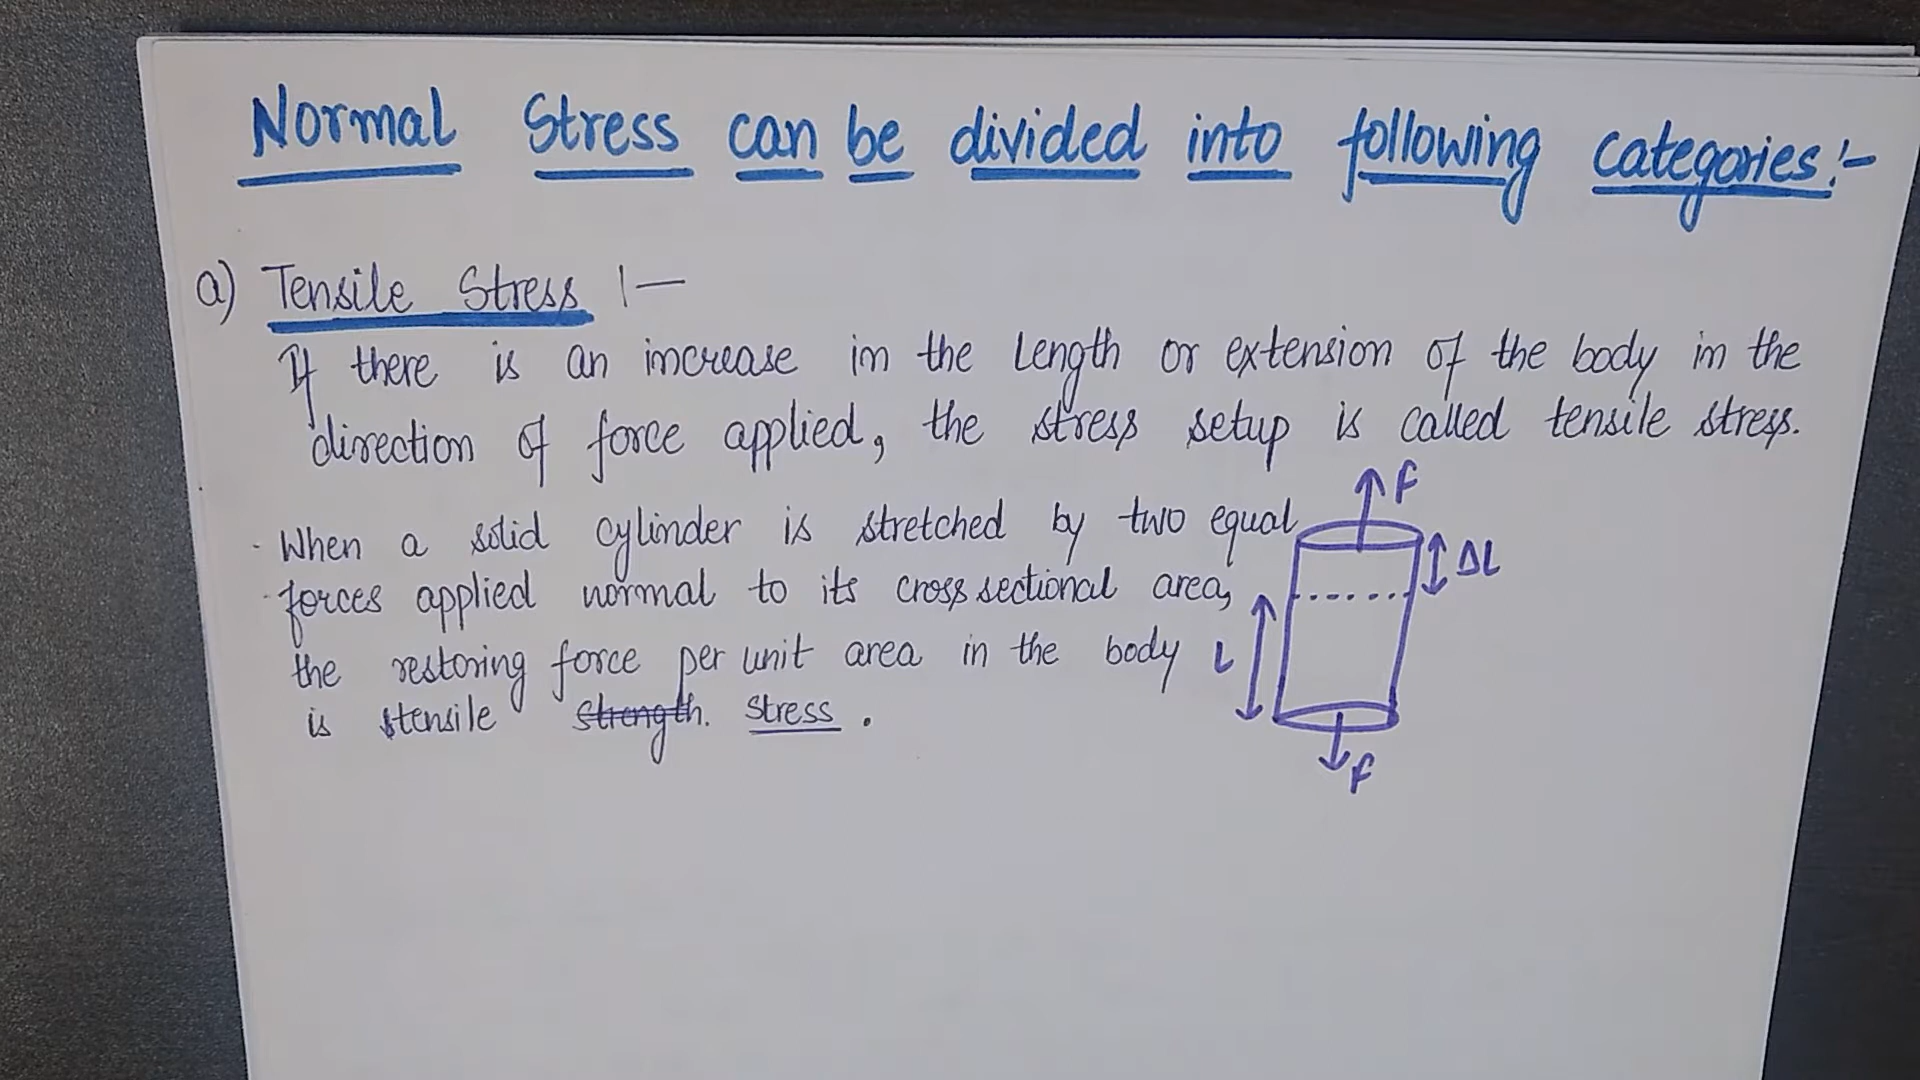 Normal Stress can be divided into following categories:-
a) Tensile Stress :-
If there is an increase in the Length or extension of the body in the
direction of force applied, the stress setup is called tensile stress.
When a solid cylinder is stretched by two equal
forces applied normal to its cross sectional area,
the restoring force per unit area in the body
is stensile strength. Stress.
F
ΔL
L
F